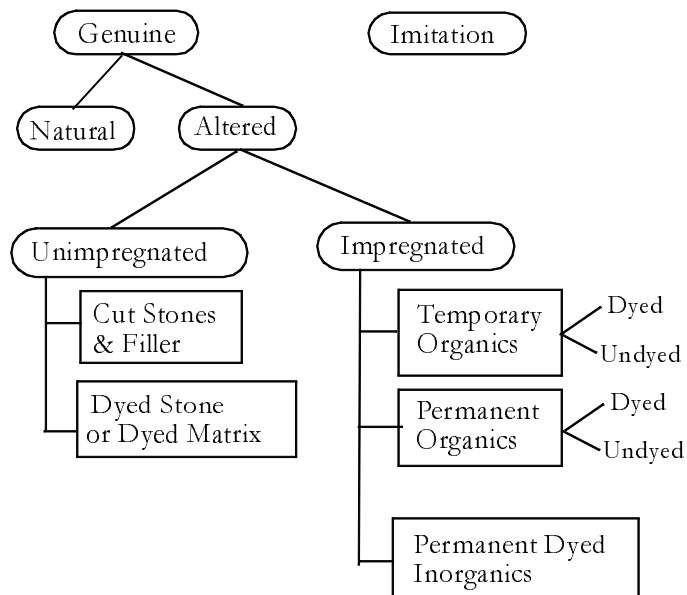 Genuine
Imitation
Natural
Altered
Unimpregnated
Impregnated
Cut Stones
& Filler
Dyed Stone
or Dyed Matrix
Temporary
Organics
Dyed
Undyed
Permanent
Organics
Dyed
Undyed
Permanent Dyed
Inorganics